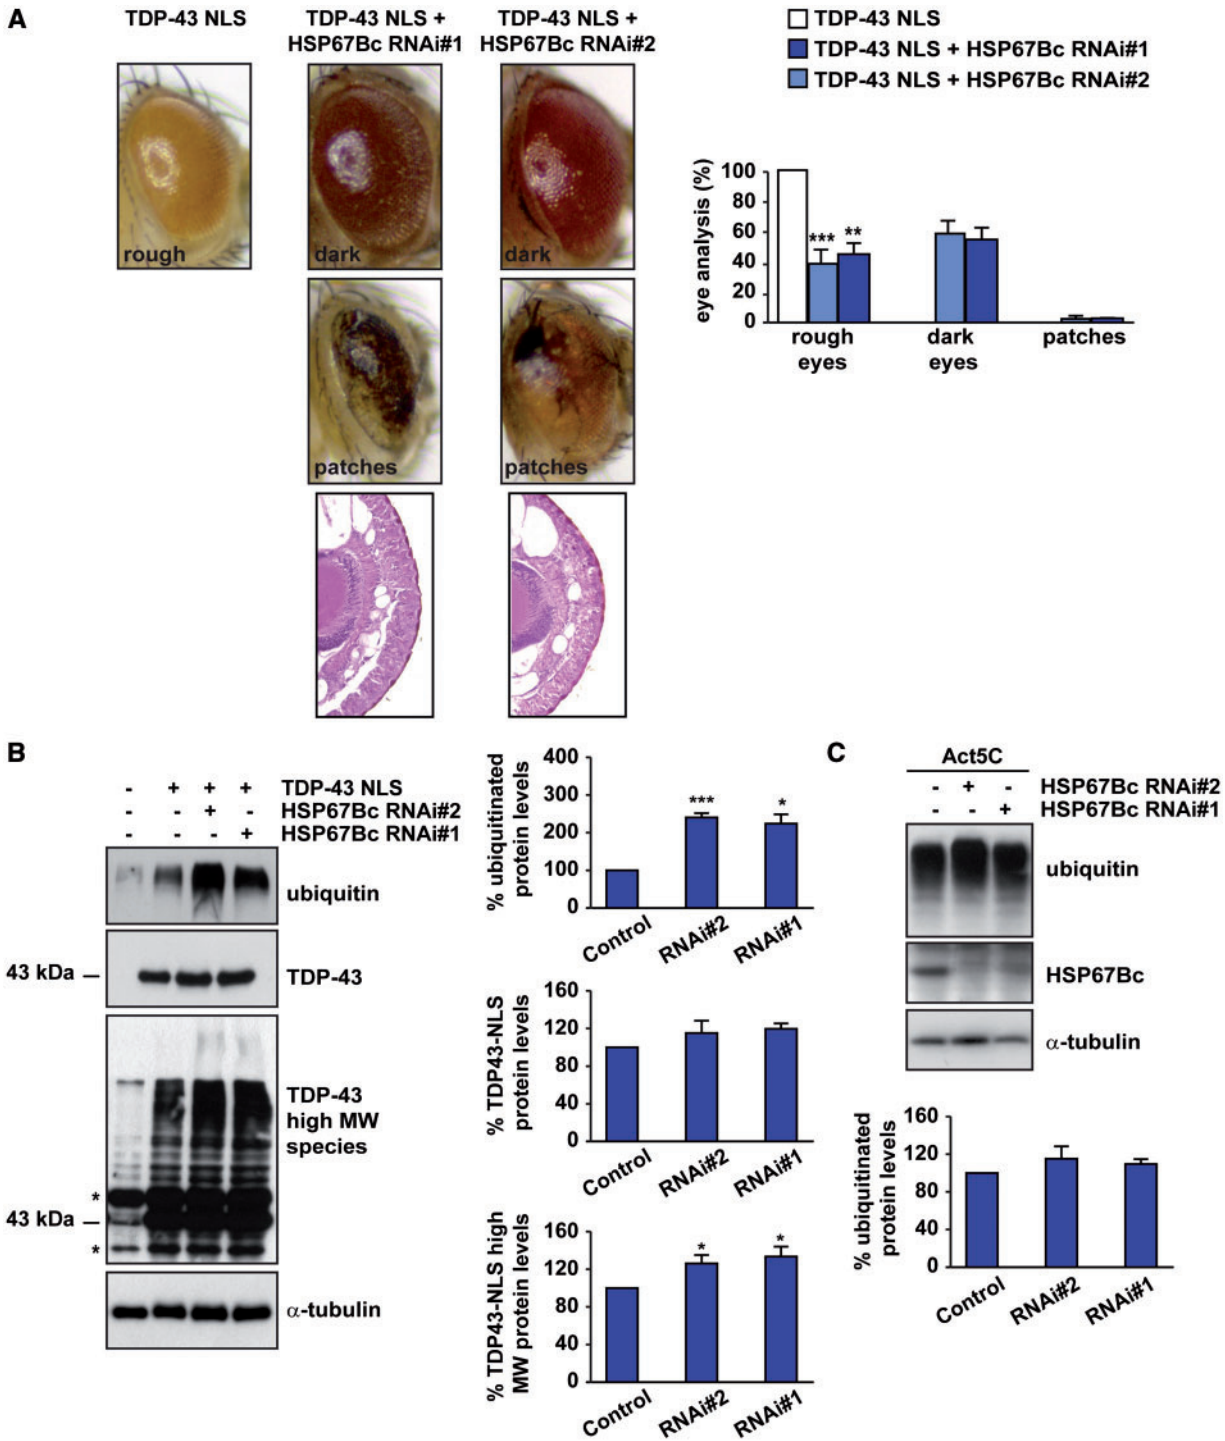 A
TDP-43 NLS
TDP-43 NLS +
HSP67Bc RNAi#1
TDP-43 NLS +
HSP67Bc RNAi#2
rough
dark
dark
patches
patches
TDP-43 NLS
TDP-43 NLS + HSP67Bc RNAi#1
TDP-43 NLS + HSP67Bc RNAi#2
eye analysis (%)
100
80
60
40
20
0
*** **
rough
eyes
dark
eyes
patches
B
- + + + TDP-43 NLS
- - + - HSP67Bc RNAi#2
- - - + HSP67Bc RNAi#1
ubiquitin
43 kDa
TDP-43
TDP-43
high MW
species
*
43 kDa
*
α-tubulin
% ubiquitinated
protein levels
400
300
200
100
0
*** *
Control RNAi#2 RNAi#1
% TDP43-NLS
protein levels
160
120
80
40
0
Control RNAi#2 RNAi#1
% TDP43-NLS high
MW protein levels
160
120
80
40
0
* *
Control RNAi#2 RNAi#1
C
Act5C
- + - HSP67Bc RNAi#2
- - + HSP67Bc RNAi#1
ubiquitin
HSP67Bc
α-tubulin
% ubiquitinated
protein levels
160
120
80
40
0
Control RNAi#2 RNAi#1